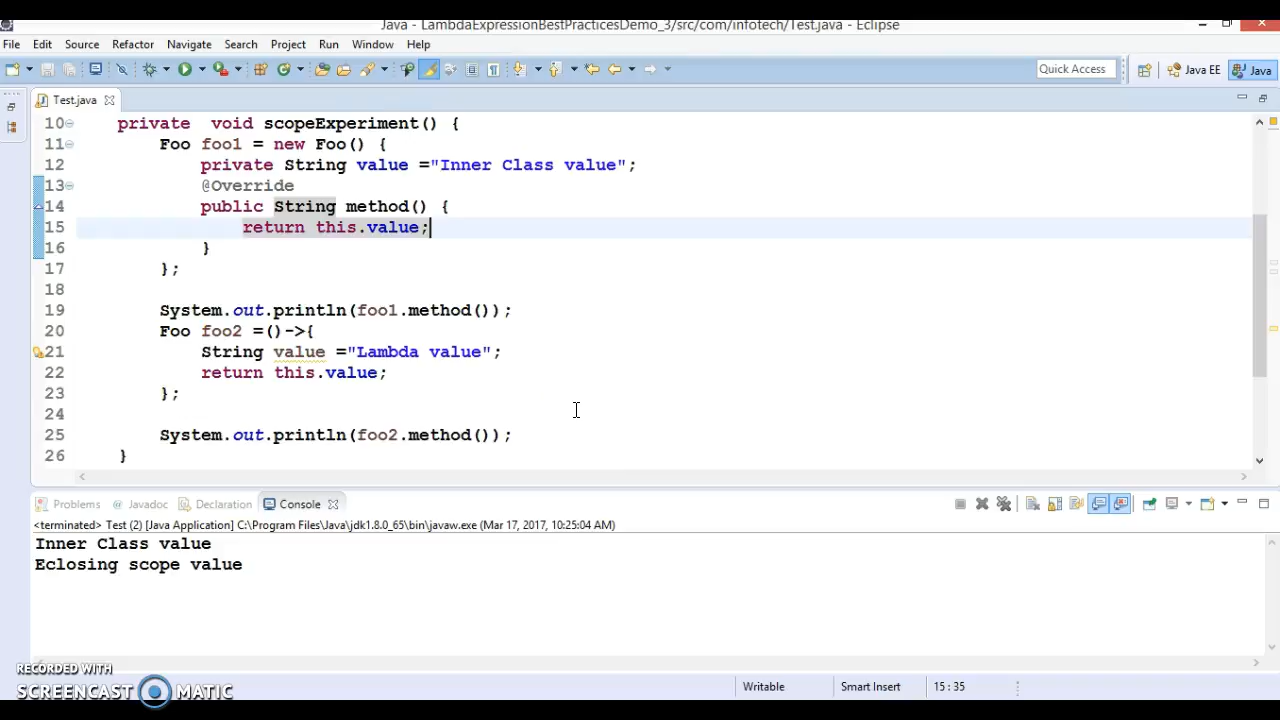 Java - LambdaExpressionBestPracticesDemo_3/src/com/infotech/Test.java - Eclipse
File Edit Source Refactor Navigate Search Project Run Window Help
Quick Access Java EE Java
Test.java
10 private void scopeExperiment() {
11 Foo foo1 = new Foo() {
12 private String value ="Inner Class value";
13 @Override
14 public String method() {
15 return this.value;
16 }
17 };
18
19 System.out.println(foo1.method());
20 Foo foo2 =()->{
21 String value ="Lambda value";
22 return this.value;
23 };
24
25 System.out.println(foo2.method());
26 }
Problems @ Javadoc Declaration Console
<terminated> Test (2) [Java Application] C:\Program Files\Java\jdk1.8.0_65\bin\javaw.exe (Mar 17, 2017, 10:25:04 AM)
Inner Class value
Eclosing scope value
RECORDED WITH
SCREENCAST MATIC
Writable Smart Insert 15 : 35